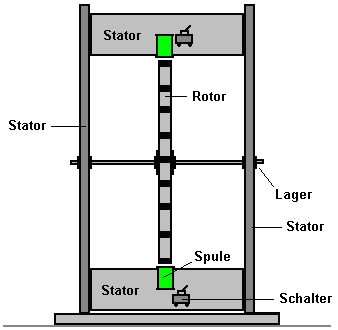 Stator
Rotor
Stator
Lager
Stator
Spule
Stator
Schalter